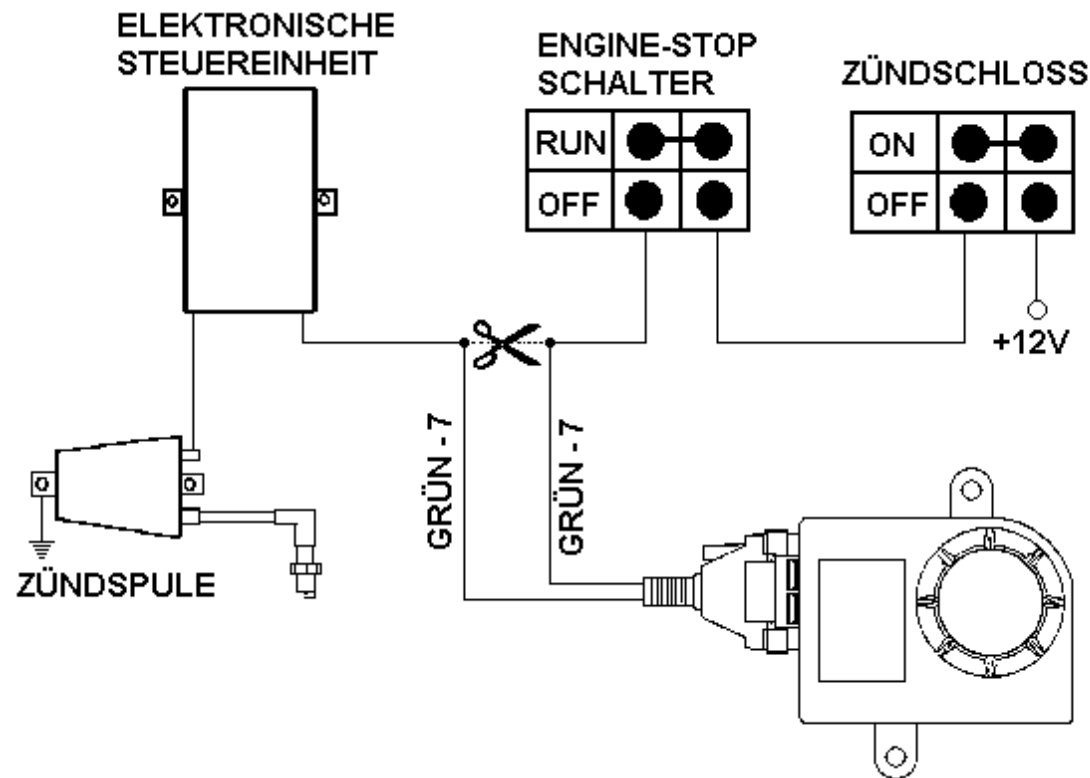 ELEKTRONISCHE
STEUEREINHEIT
ENGINE-STOP
SCHALTER
RUN
OFF
ZÜNDSCHLOSS
ON
OFF
+12V
GRÜN - 7
GRÜN - 7
ZÜNDSPULE